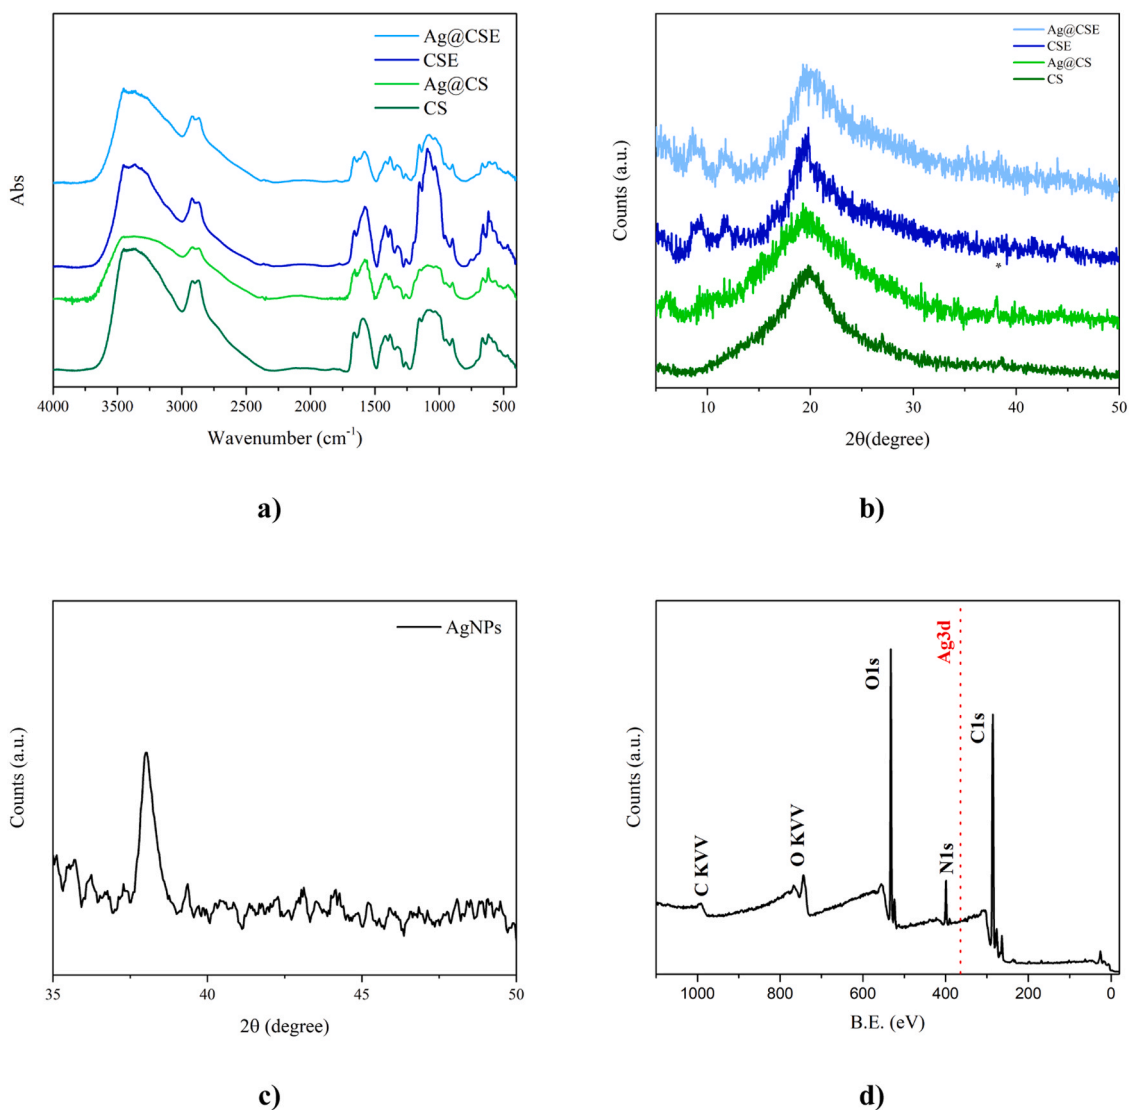 Ag@CSE
CSE
Ag@CS
CS
Abs
4000 3500 3000 2500 2000 1500 1000 500
Wavenumber (cm⁻¹)
a)
Ag@CSE
CSE
Ag@CS
CS
Counts (a.u.)
*
10 20 30 40 50
2θ(degree)
b)
AgNPs
Counts (a.u.)
35 40 45 50
2θ (degree)
c)
C KVV
O KVV
O1s
N1s
Ag3d
C1s
Counts (a.u.)
1000 800 600 400 200 0
B.E. (eV)
d)